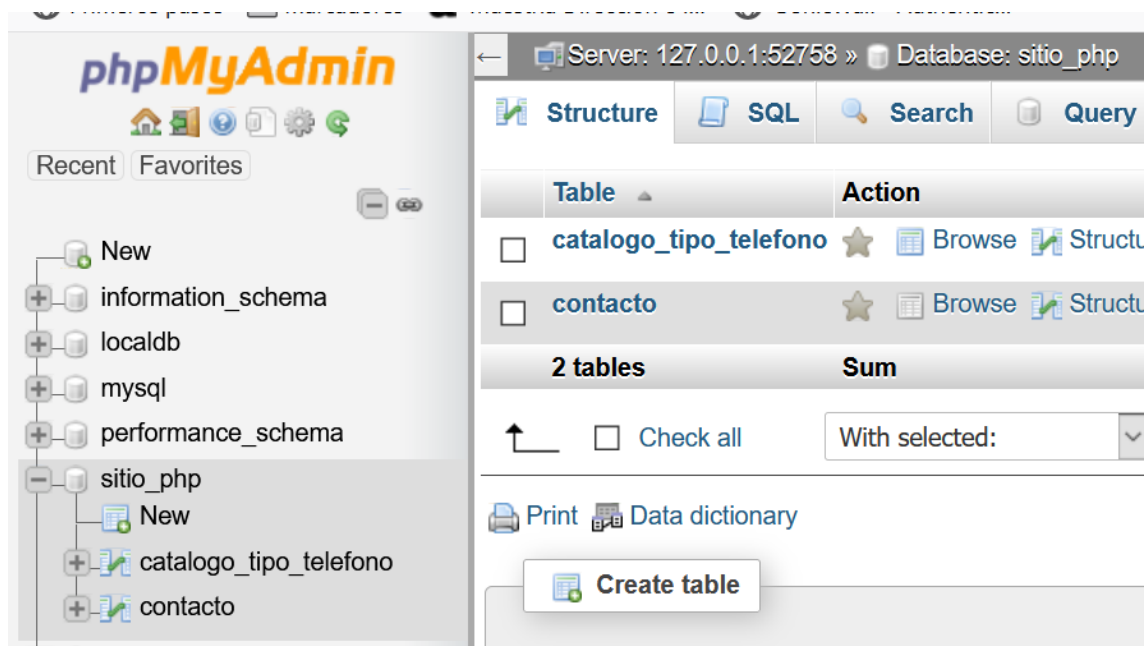 phpMyAdmin
Recent Favorites
New
information_schema
localdb
mysql
performance_schema
sitio_php
New
catalogo_tipo_telefono
contacto
← Server: 127.0.0.1:52758 » Database: sitio_php
Structure SQL Search Query
Table Action
catalogo_tipo_telefono Browse Structu
contacto Browse Structu
2 tables Sum
Check all With selected:
Print Data dictionary
Create table